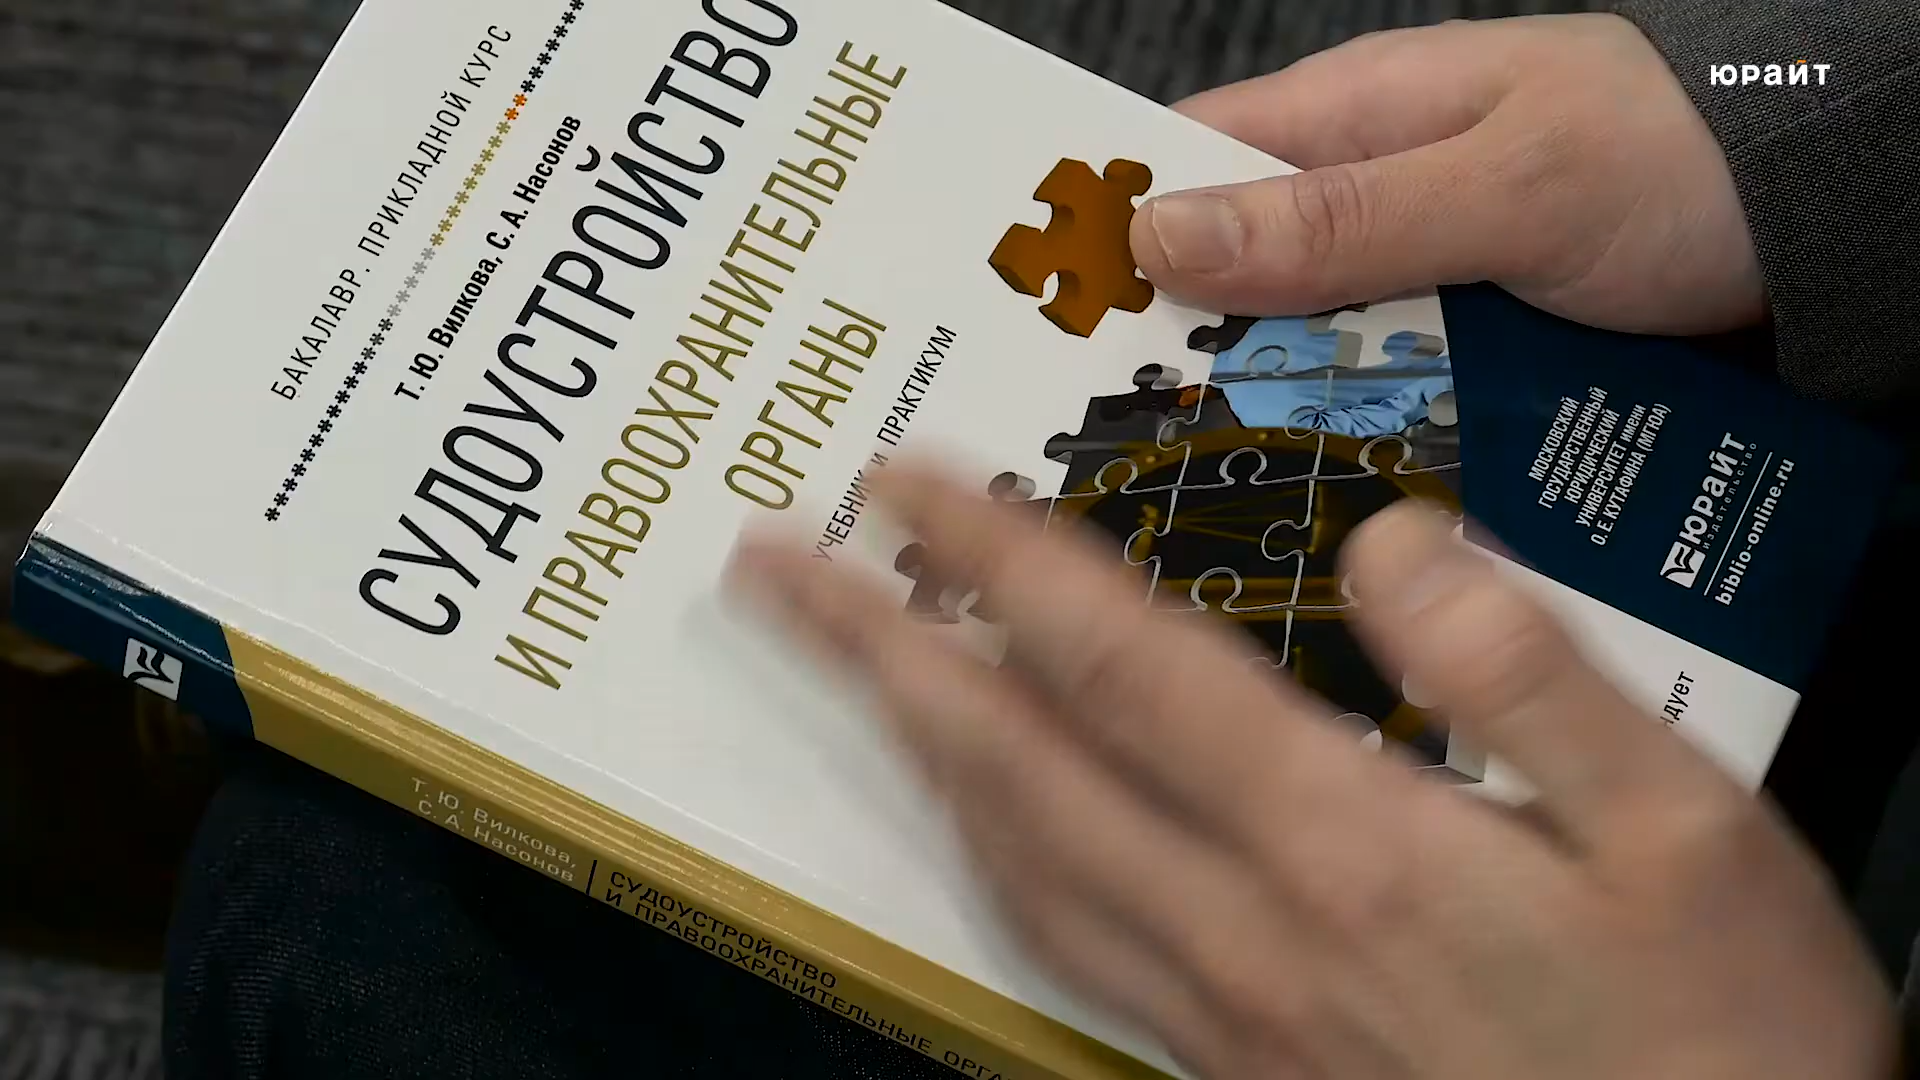 ЮРАЙТ
БАКАЛАВР. ПРИКЛАДНОЙ КУРС
Т. Ю. Вилкова, С. А. Насонов
СУДОУСТРОЙСТВО
И ПРАВООХРАНИТЕЛЬНЫЕ
ОРГАНЫ
УЧЕБНИК и ПРАКТИКУМ
МОСКОВСКИЙ
ГОСУДАРСТВЕННЫЙ
ЮРИДИЧЕСКИЙ
УНИВЕРСИТЕТ имени
О. Е. КУТАФИНА (МГЮА)
ЮРАЙТ
ИЗДАТЕЛЬСТВО
biblio-online.ru
Т. Ю. Вилкова,
С. А. Насонов
СУДОУСТРОЙСТВО
И ПРАВООХРАНИТЕЛЬНЫЕ